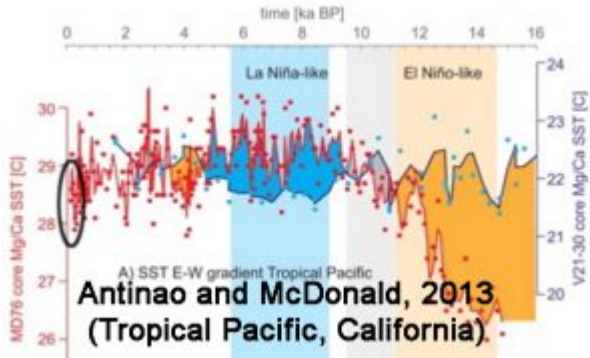 time [ka BP]
0 2 4 6 8 10 12 14 16
La Niña-like El Niño-like
30
29
28
27
26
MD76 core Mg/Ca SST [C]
24
23
22
21
20
V21-30 core Mg/Ca SST [C]
A) SST E-W gradient Tropical Pacific
Antinao and McDonald, 2013
(Tropical Pacific, California)